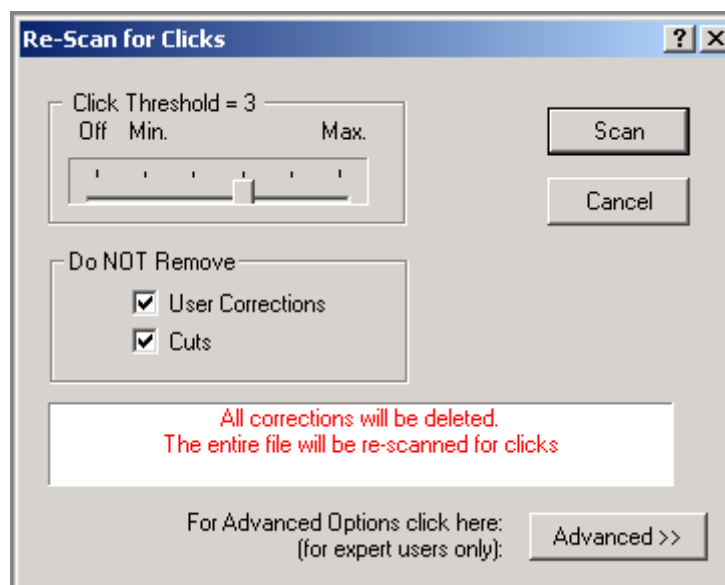 Re-Scan for Clicks
Click Threshold = 3
Off Min. Max.
Scan
Cancel
Do NOT Remove
User Corrections
Cuts
All corrections will be deleted.
The entire file will be re-scanned for clicks
For Advanced Options click here:
(for expert users only):
Advanced >>